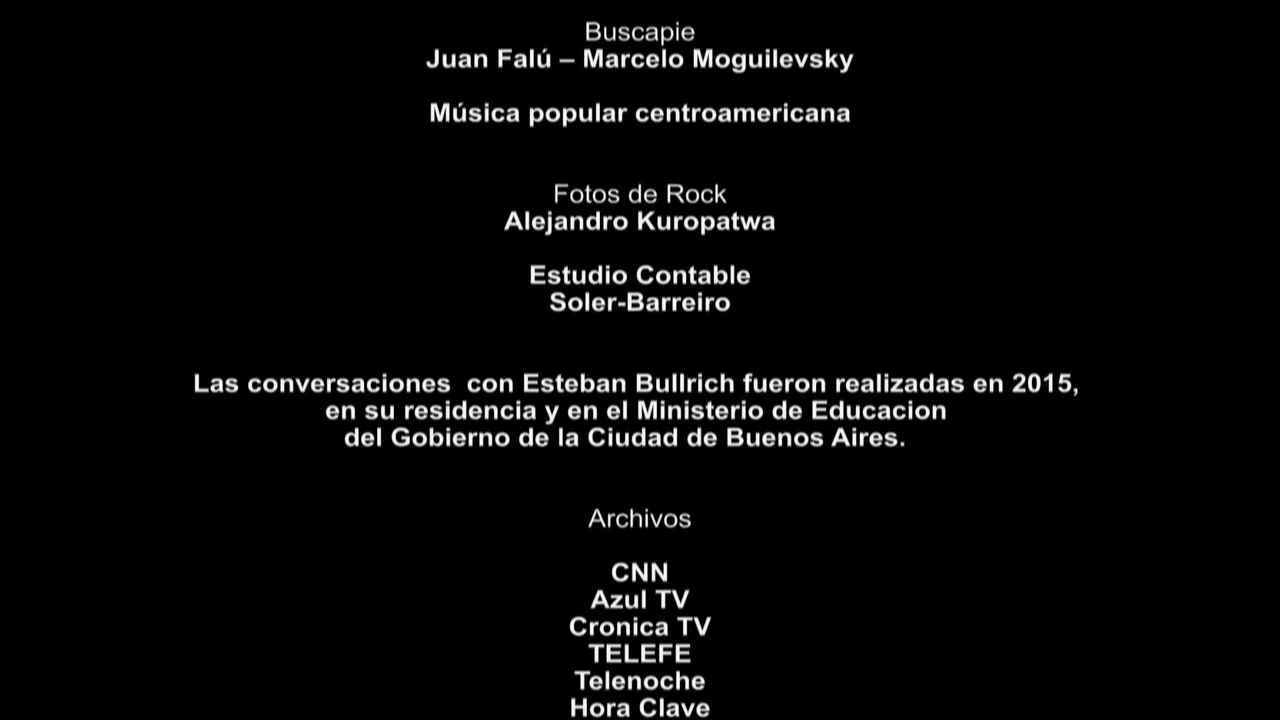 Buscapie
Juan Falú – Marcelo Moguilevsky
Música popular centroamericana
Fotos de Rock
Alejandro Kuropatwa
Estudio Contable
Soler-Barreiro
Las conversaciones  con Esteban Bullrich fueron realizadas en 2015,
en su residencia y en el Ministerio de Educacion
del Gobierno de la Ciudad de Buenos Aires.
Archivos
CNN
Azul TV
Cronica TV
TELEFE
Telenoche
Hora Clave